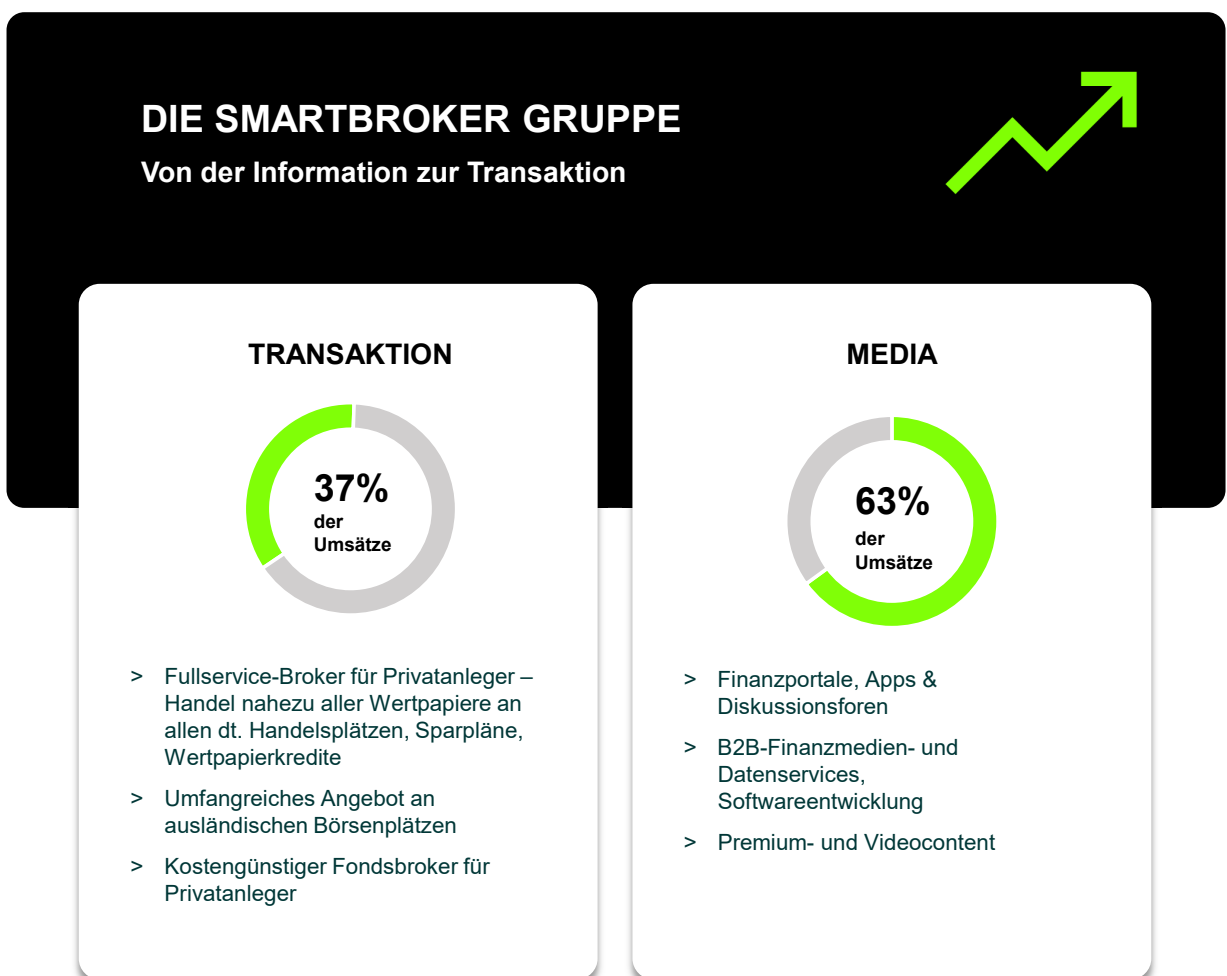 DIE SMARTBROKER GRUPPE
Von der Information zur Transaktion
TRANSAKTION
37%
der
Umsätze
> Fullservice-Broker für Privatanleger –
Handel nahezu aller Wertpapiere an
allen dt. Handelsplätzen, Sparpläne,
Wertpapierkredite
> Umfangreiches Angebot an
ausländischen Börsenplätzen
> Kostengünstiger Fondsbroker für
Privatanleger
MEDIA
63%
der
Umsätze
> Finanzportale, Apps &
Diskussionsforen
> B2B-Finanzmedien- und
Datenservices,
Softwareentwicklung
> Premium- und Videocontent